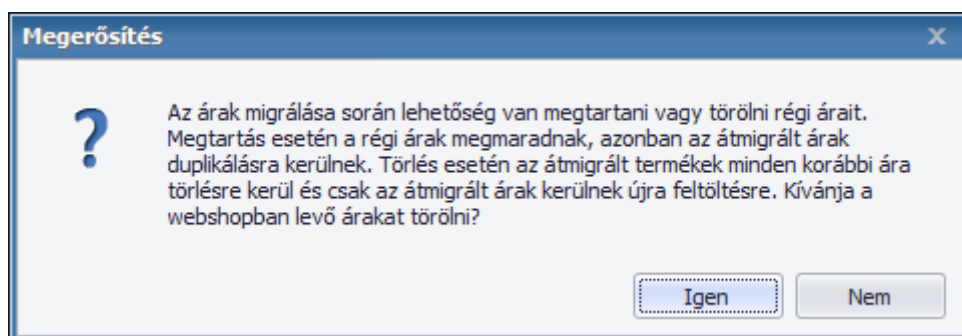 Megerősítés
x
?
Az árak migrálása során lehetőség van megtartani vagy törölni régi árait.
Megtartás esetén a régi árak megmaradnak, azonban az átmigrált árak
duplikálásra kerülnek. Törlés esetén az átmigrált termékek minden korábbi ára
törlésre kerül és csak az átmigrált árak kerülnek újra feltöltésre. Kívánja a
webshopban levő árakat törölni?
Igen
Nem